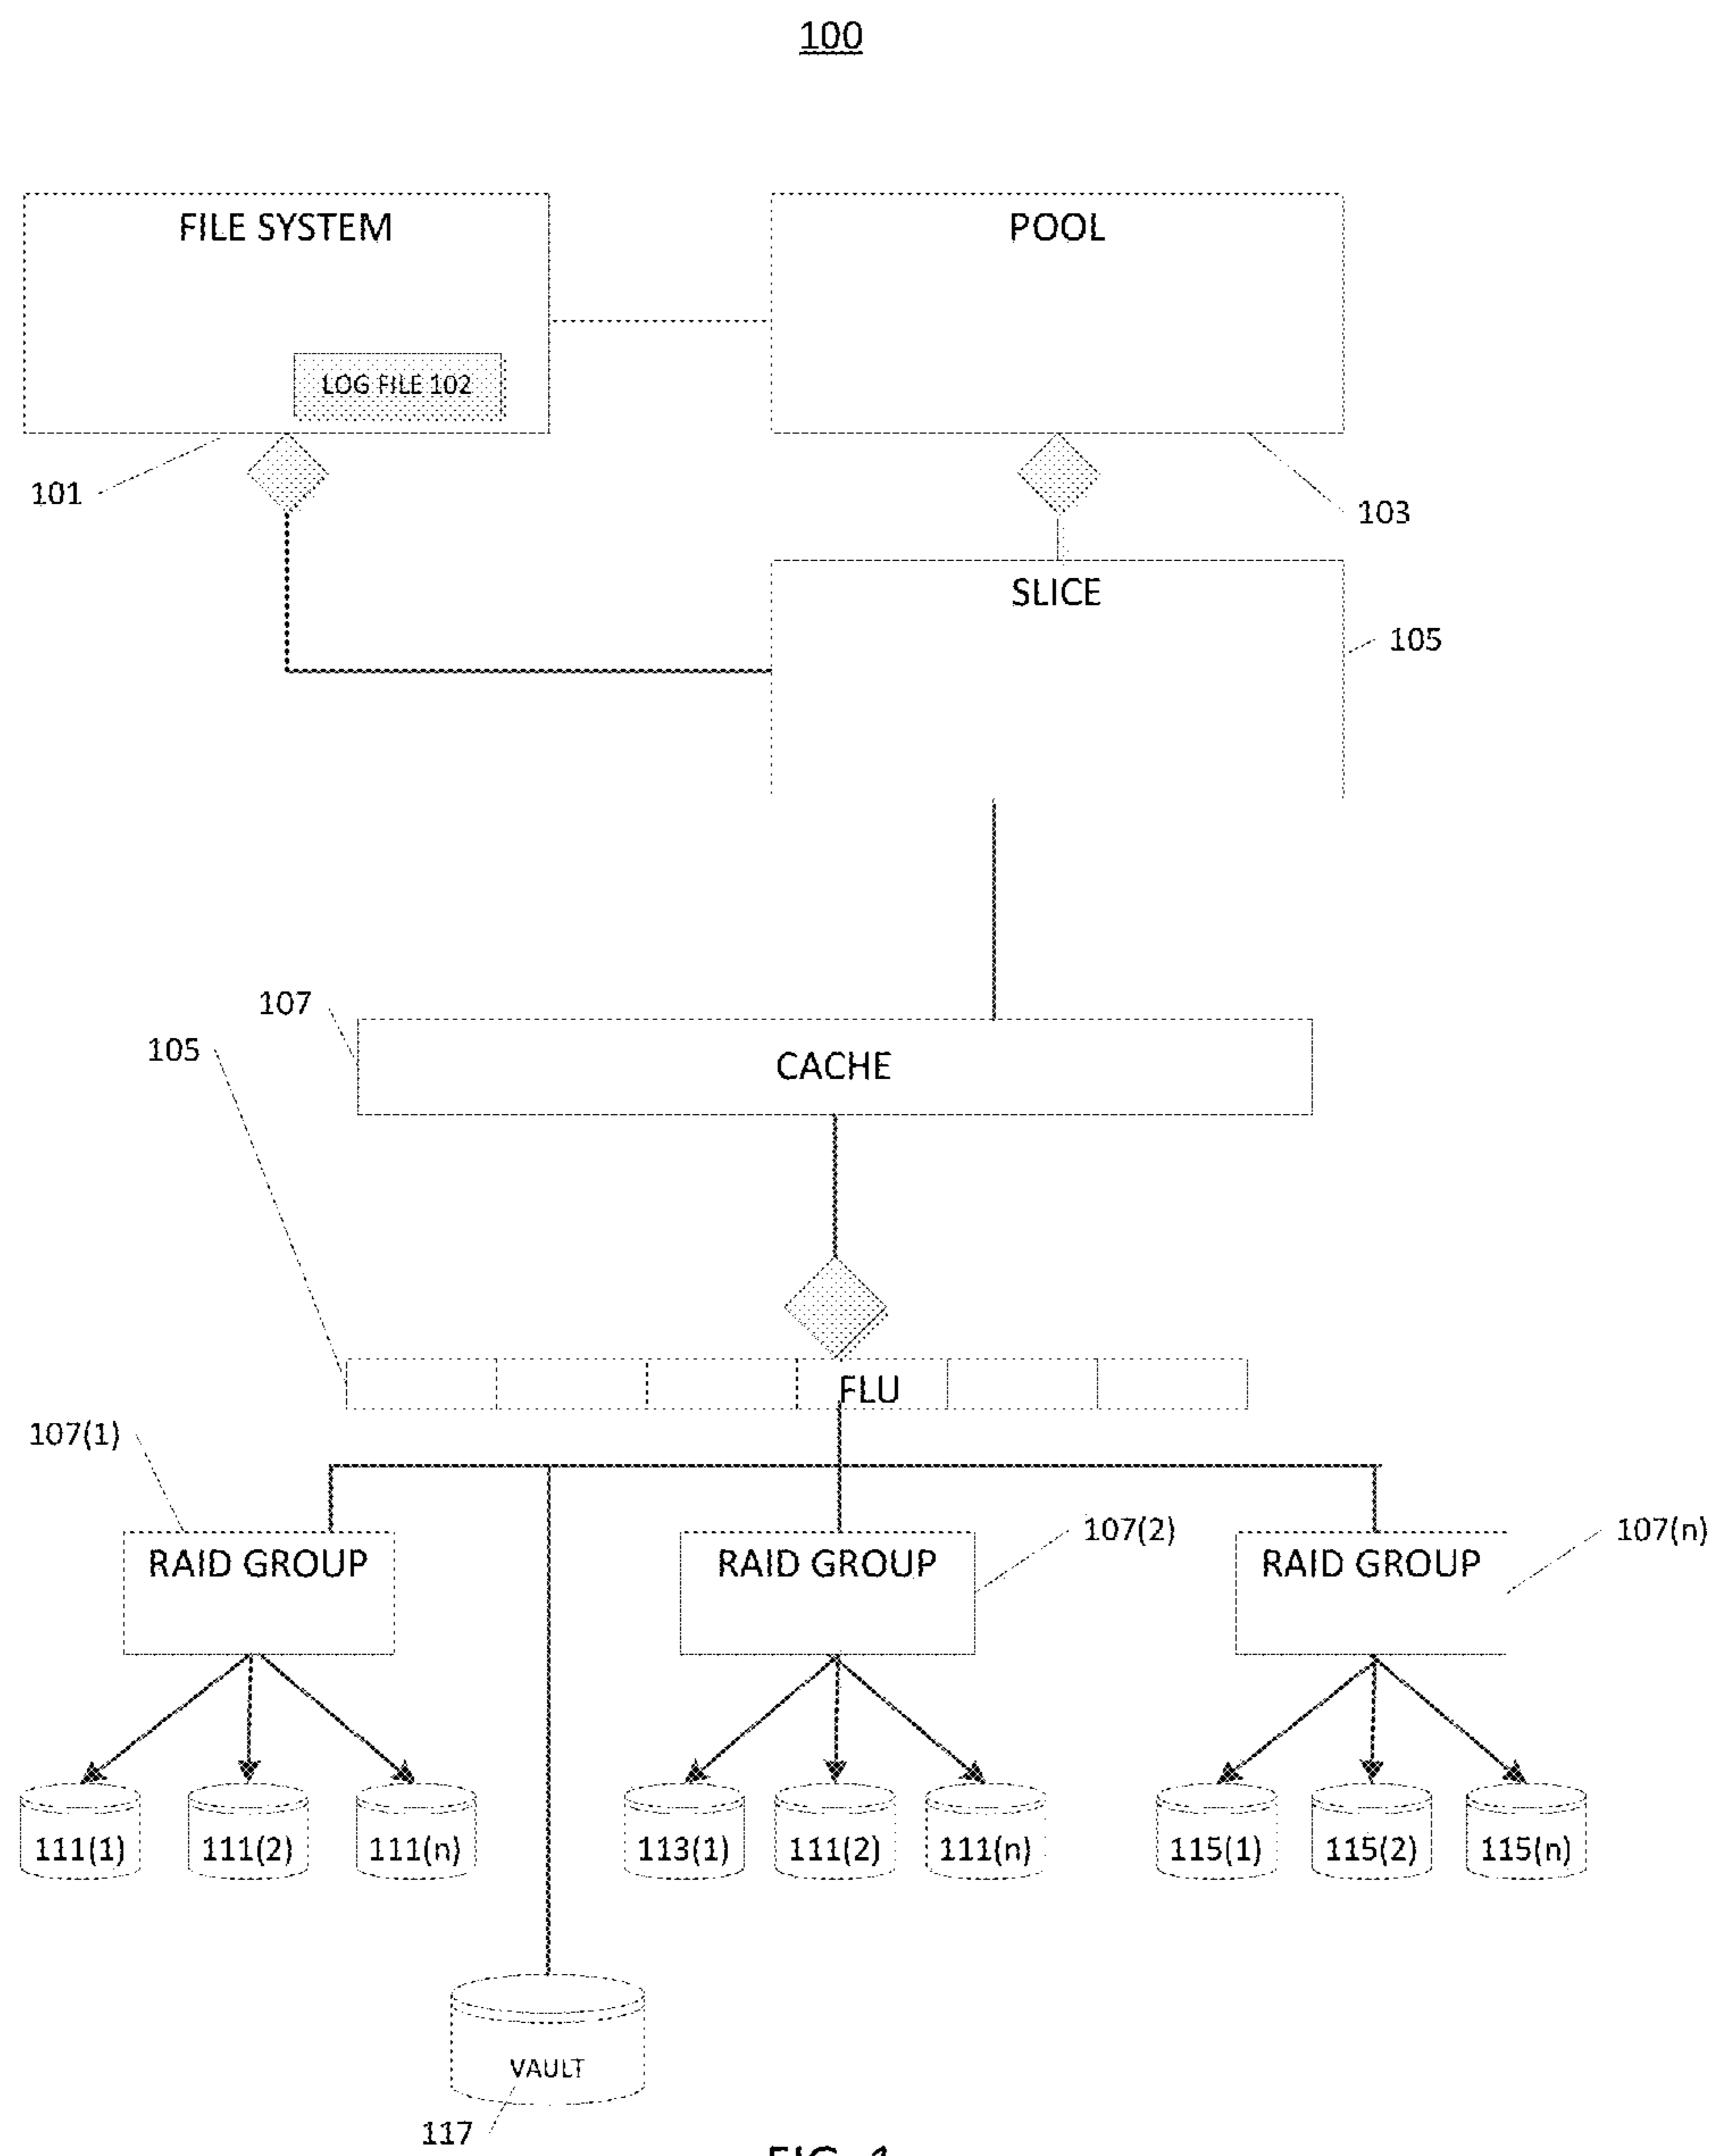 100
FILE SYSTEM
POOL
LOG FILE 102
101
103
SLICE
105
107
CACHE
105
FLU
107(1)
107(2)
107(n)
RAID GROUP
RAID GROUP
RAID GROUP
111(1)
111(2)
111(n)
113(1)
111(2)
111(n)
115(1)
115(2)
115(n)
VAULT
117
FIG. 1